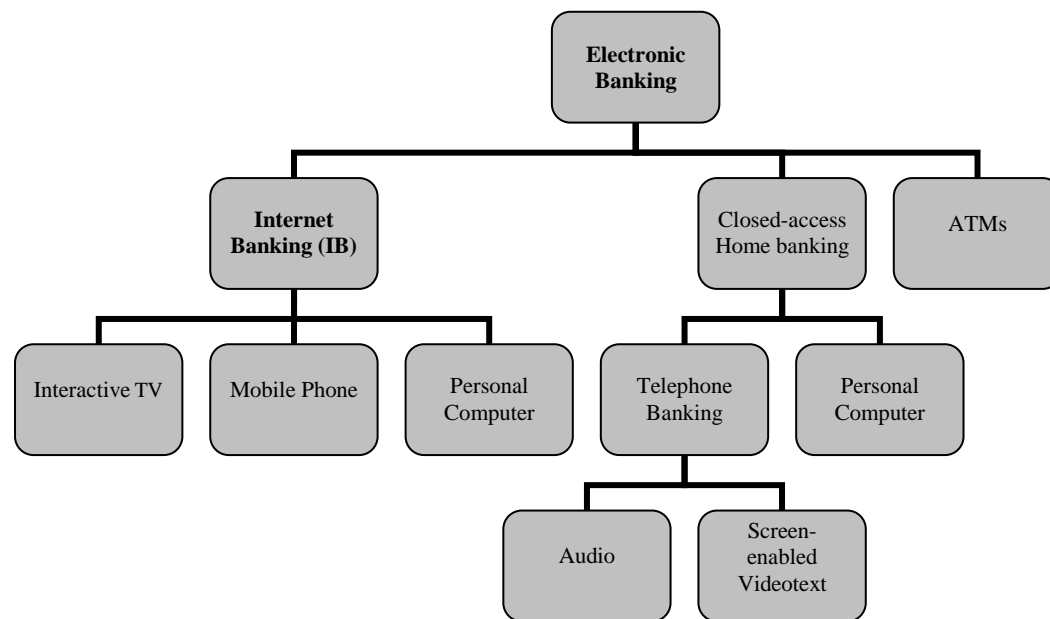 Electronic
Banking
Internet
Banking (IB)
Closed-access
Home banking
ATMs
Interactive TV
Mobile Phone
Personal
Computer
Telephone
Banking
Personal
Computer
Audio
Screen-
enabled
Videotext